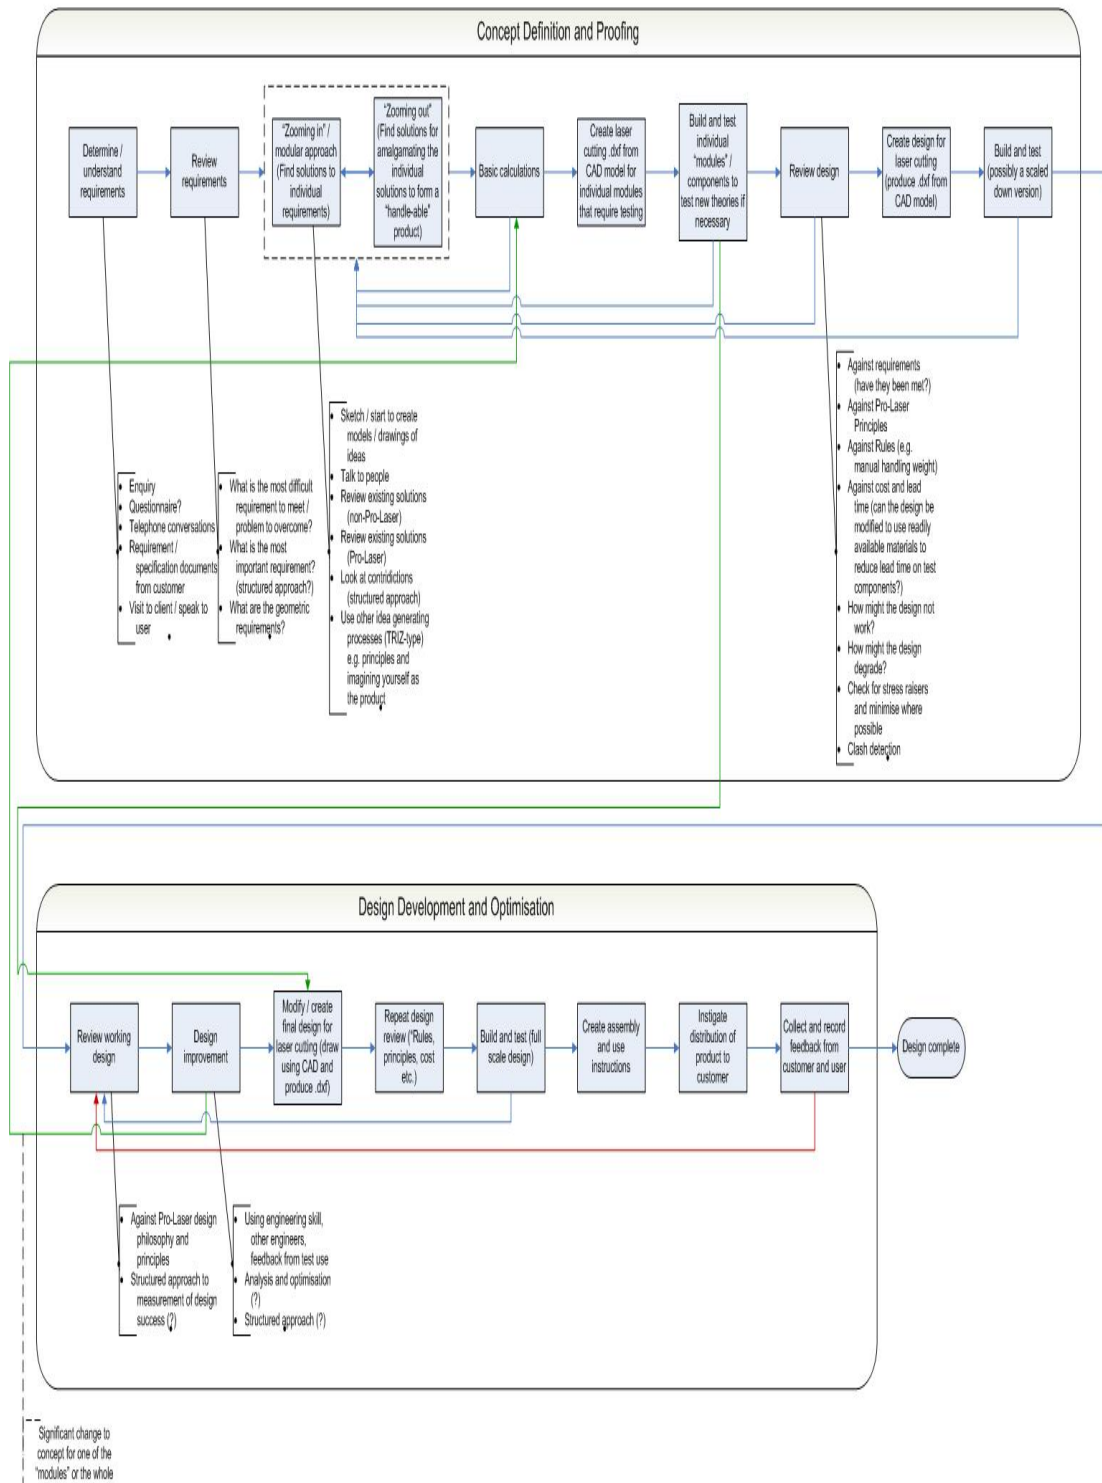 Concept Definition and Proofing
Determine /
understand
requirements
Review
requirements
"Zooming in" /
modular approach
(Find solutions to
individual
requirements)
"Zooming out"
(Find solutions for
amalgamating the
individual
solutions to form a
"handle-able"
product)
Basic calculations
Create laser
cutting .dxf from
CAD model for
individual modules
that require testing
Build and test
individual
"modules" /
components to
test new theories if
necessary
Review design
Create design for
laser cutting
(produce .dxf from
CAD model)
Build and test
(possibly a scaled
down version)
• Enquiry
• Questionnaire?
• Telephone conversations
• Requirement /
specification documents
from customer
• Visit to client / speak to
user
• What is the most difficult
requirement to meet /
problem to overcome?
• What is the most
important requirement?
(structured approach?)
• What are the geometric
requirements?
• Sketch / start to create
models / drawings of
ideas
• Talk to people
• Review existing solutions
(non-Pro-Laser)
• Review existing solutions
(Pro-Laser)
• Look at contridictions
(structured approach)
• Use other idea generating
processes (TRIZ-type)
e.g. principles and
imagining yourself as
the product
• Against requirements
(have they been met?)
• Against Pro-Laser
Principles
• Against Rules (e.g.
manual handling weight)
• Against cost and lead
time (can the design be
modified to use readily
available materials to
reduce lead time on test
components?)
• How might the design not
work?
• How might the design
degrade?
• Check for stress raisers
and minimise where
possible
• Clash detection
Design Development and Optimisation
Review working
design
Design
improvement
Modify / create
final design for
laser cutting (draw
using CAD and
produce .dxf)
Repeat design
review ("Rules,
principles, cost
etc.)
Build and test (full
scale design)
Create assembly
and use
instructions
Instigate
distribution of
product to
customer
Collect and record
feedback from
customer and user
Design complete
• Against Pro-Laser design
philosophy and
principles
• Structured approach to
measurement of design
success (?)
• Using engineering skill,
other engineers,
feedback from test use
• Analysis and optimisation
(?)
• Structured approach (?)
Significant change to
concept for one of the
"modules" or the whole